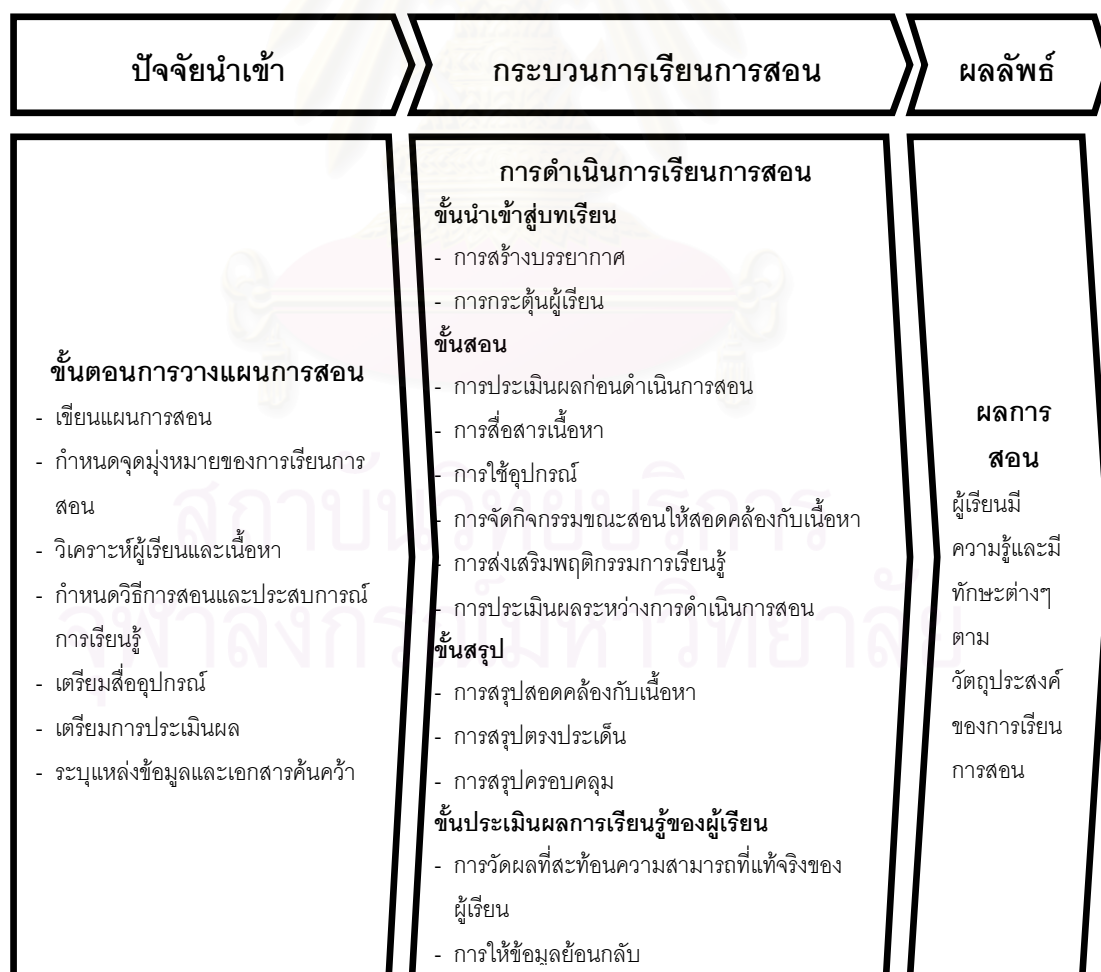 ปัจจัยนำเข้า
กระบวนการเรียนการสอน
ผลลัพธ์
ขั้นตอนการวางแผนการสอน
- เขียนแผนการสอน
- กำหนดจุดมุ่งหมายของการเรียนการ
สอน
- วิเคราะห์ผู้เรียนและเนื้อหา
- กำหนดวิธีการสอนและประสบการณ์
การเรียนรู้
- เตรียมสื่ออุปกรณ์
- เตรียมการประเมินผล
- ระบุแหล่งข้อมูลและเอกสารค้นคว้า
การดำเนินการเรียนการสอน
ขั้นนำเข้าสู่บทเรียน
- การสร้างบรรยากาศ
- การกระตุ้นผู้เรียน
ขั้นสอน
- การประเมินผลก่อนดำเนินการสอน
- การสื่อสารเนื้อหา
- การใช้อุปกรณ์
- การจัดกิจกรรมขณะสอนให้สอดคล้องกับเนื้อหา
- การส่งเสริมพฤติกรรมการเรียนรู้
- การประเมินผลระหว่างการดำเนินการสอน
ขั้นสรุป
- การสรุปสอดคล้องกับเนื้อหา
- การสรุปตรงประเด็น
- การสรุปครอบคลุม
ขั้นประเมินผลการเรียนรู้ของผู้เรียน
- การวัดผลที่สะท้อนความสามารถที่แท้จริงของ
ผู้เรียน
- การให้ข้อมูลย้อนกลับ
ผลการ
สอน
ผู้เรียนมี
ความรู้และมี
ทักษะต่างๆ
ตาม
วัตถุประสงค์
ของการเรียน
การสอน
สถาบันวิทยบริการ
จุฬาลงกรณ์มหาวิทยาลัย